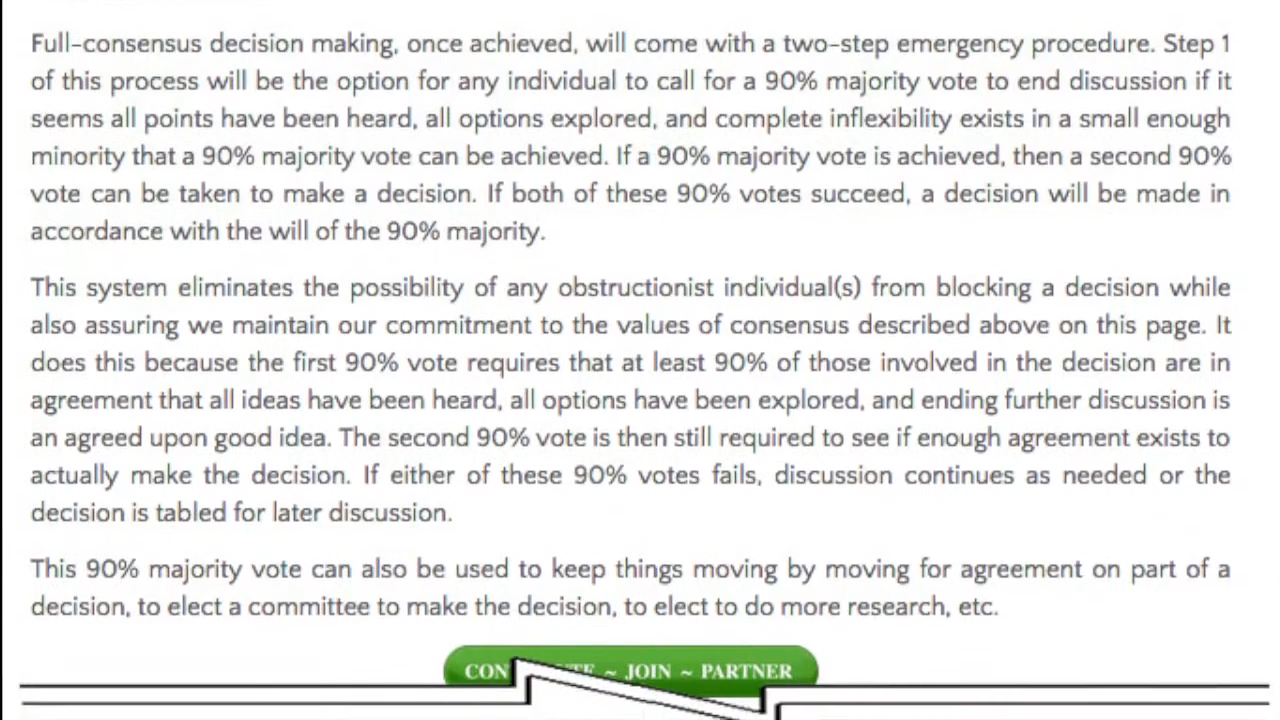 Full-consensus decision making, once achieved, will come with a two-step emergency procedure. Step 1
of this process will be the option for any individual to call for a 90% majority vote to end discussion if it
seems all points have been heard, all options explored, and complete inflexibility exists in a small enough
minority that a 90% majority vote can be achieved. If a 90% majority vote is achieved, then a second 90%
vote can be taken to make a decision. If both of these 90% votes succeed, a decision will be made in
accordance with the will of the 90% majority.
This system eliminates the possibility of any obstructionist individual(s) from blocking a decision while
also assuring we maintain our commitment to the values of consensus described above on this page. It
does this because the first 90% vote requires that at least 90% of those involved in the decision are in
agreement that all ideas have been heard, all options have been explored, and ending further discussion is
an agreed upon good idea. The second 90% vote is then still required to see if enough agreement exists to
actually make the decision. If either of these 90% votes fails, discussion continues as needed or the
decision is tabled for later discussion.
This 90% majority vote can also be used to keep things moving by moving for agreement on part of a
decision, to elect a committee to make the decision, to elect to do more research, etc.
~ JOIN ~ PARTNER